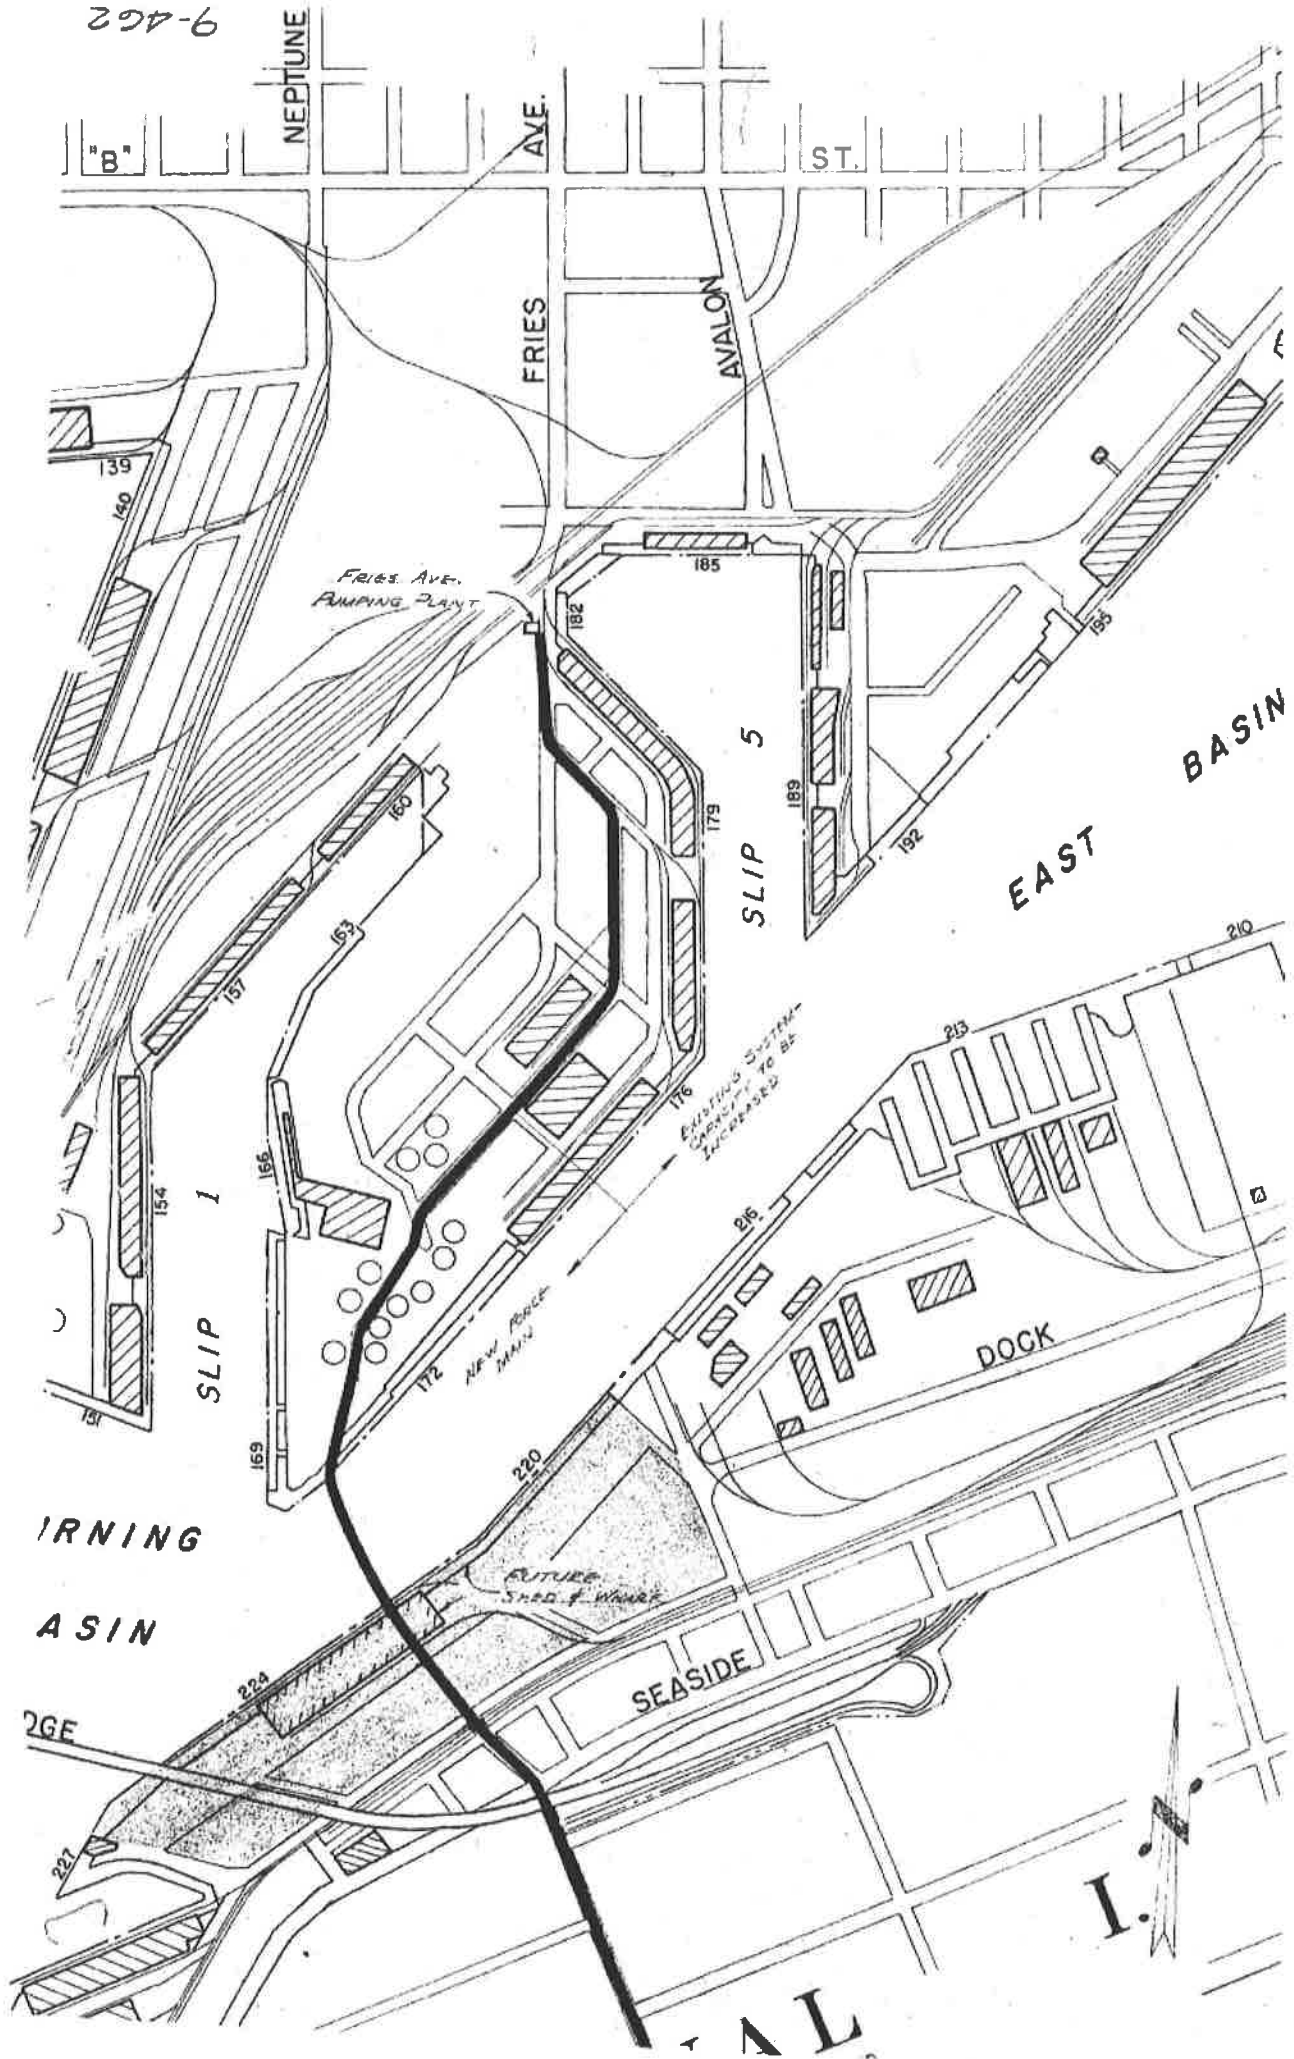 9-4G2
NEPTUNE
AVE.
"B"
ST.
FRIES
AVALON
139
140
185
FRIES AVE.
PUMPING PLANT
182
195
5
SLIP
BASIN
160
179
189
192
EAST
163
157
210
213
EXISTING SYSTEM-
CAPACITY TO BE
INCREASED
176
166
154
1
SLIP
216
NEW FORCE
MAIN
172
DOCK
151
169
220
IRNING
ASIN
FUTURE
SHED & WHARF
224
SEASIDE
DGE
227
I.
AL